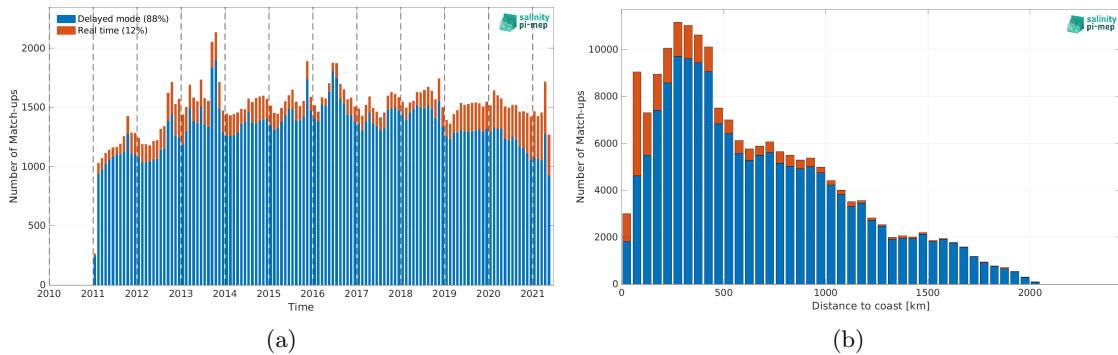 Delayed mode (88%)
Real time (12%)
salinity
pi-mep
Number of Match-ups
2000
1500
1000
500
0
2010 2011 2012 2013 2014 2015 2016 2017 2018 2019 2020 2021
Time
(a)
salinity
pi-mep
Number of Match-ups
10000
8000
6000
4000
2000
0
0 500 1000 1500 2000
Distance to coast [km]
(b)